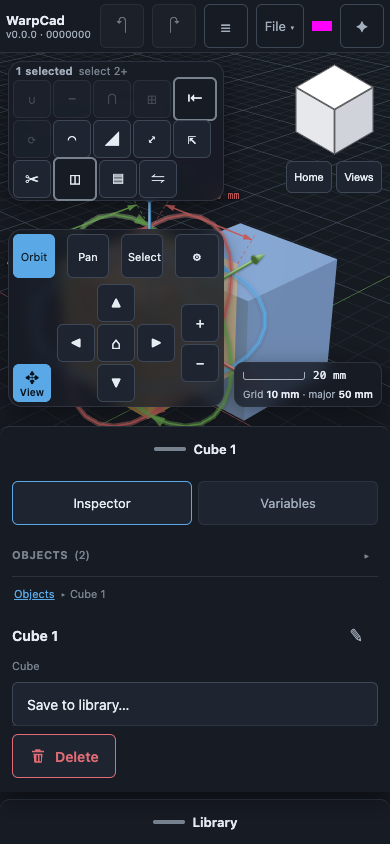 WarpCad
v0.0.0 · 0000000
File ▾
1 selected select 2+
Home Views
mm
Orbit Pan Select
View
20 mm
Grid 10 mm · major 50 mm
Cube 1
Inspector Variables
OBJECTS (2)
Objects ▸ Cube 1
Cube 1
Cube
Save to library...
Delete
Library